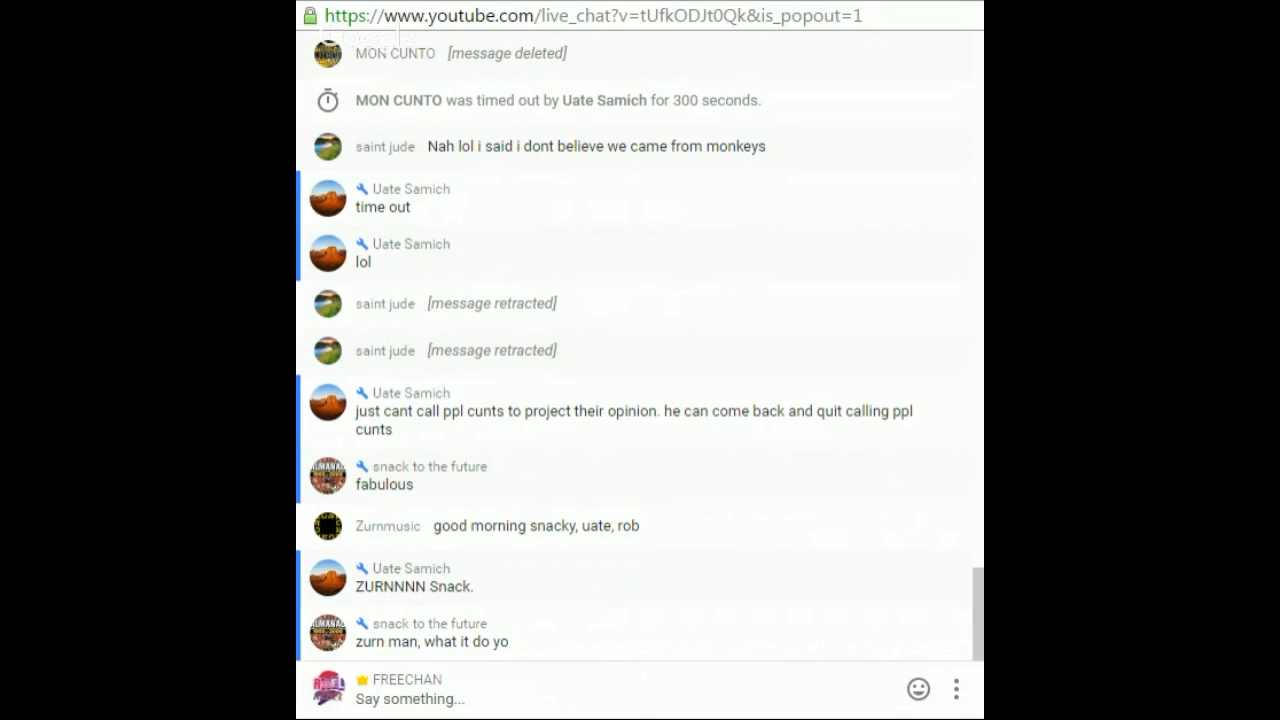 https://www.youtube.com/live_chat?v=tUfkODJt0Qk&is_popout=1
Google
MON CUNTO [message deleted]
MON CUNTO was timed out by Uate Samich for 300 seconds.
saint jude Nah lol i said i dont believe we came from monkeys
Uate Samich
time out
Uate Samich
lol
saint jude [message retracted]
saint jude [message retracted]
Uate Samich
just cant call ppl cunts to project their opinion. he can come back and quit calling ppl
cunts
snack to the future
fabulous
Zurnmusic good morning snacky, uate, rob
Uate Samich
ZURNNNN Snack.
snack to the future
zurn man, what it do yo
FREECHAN
Say something...